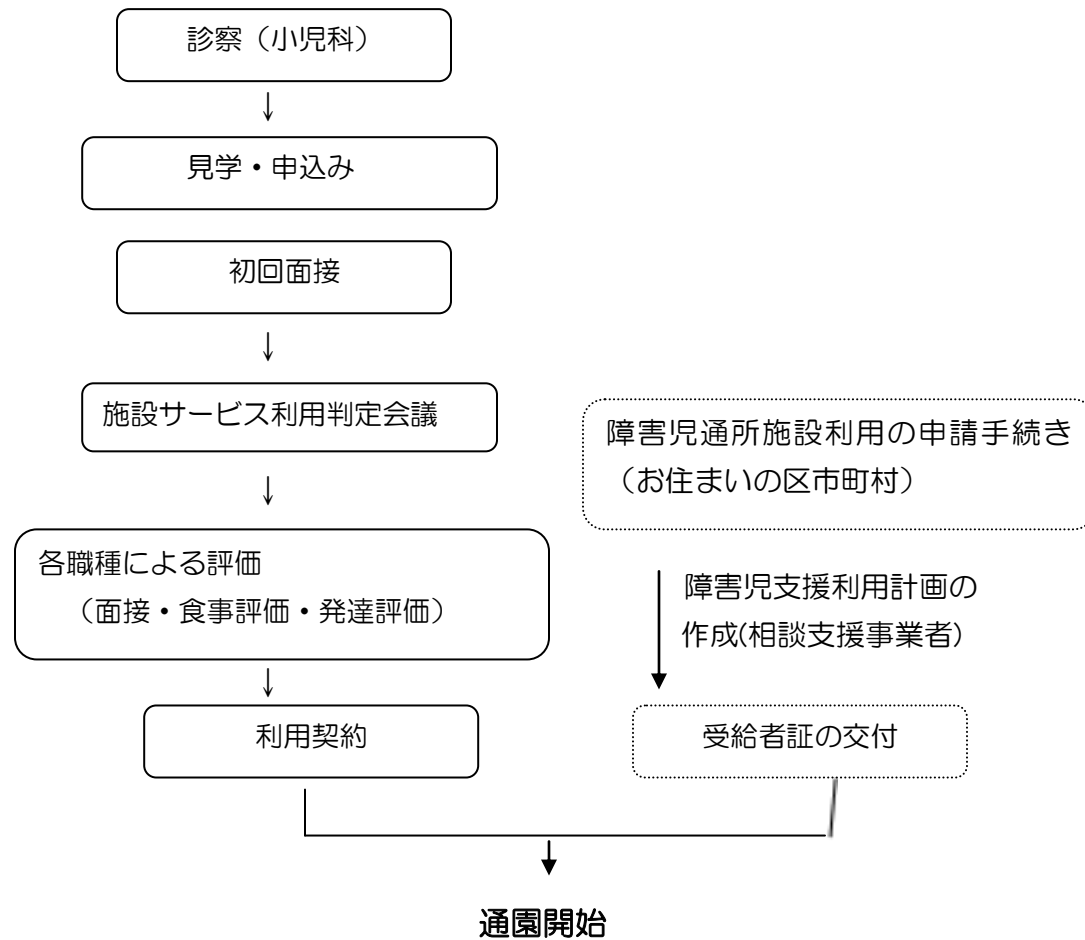 診察（小児科）
↓
見学・申込み
初回面接
↓
施設サービス利用判定会議
↓
各職種による評価
（面接・食事評価・発達評価）
↓
利用契約
障害児通所施設利用の申請手続き
（お住まいの区市町村）
障害児支援利用計画の
作成(相談支援事業者)
受給者証の交付
通園開始